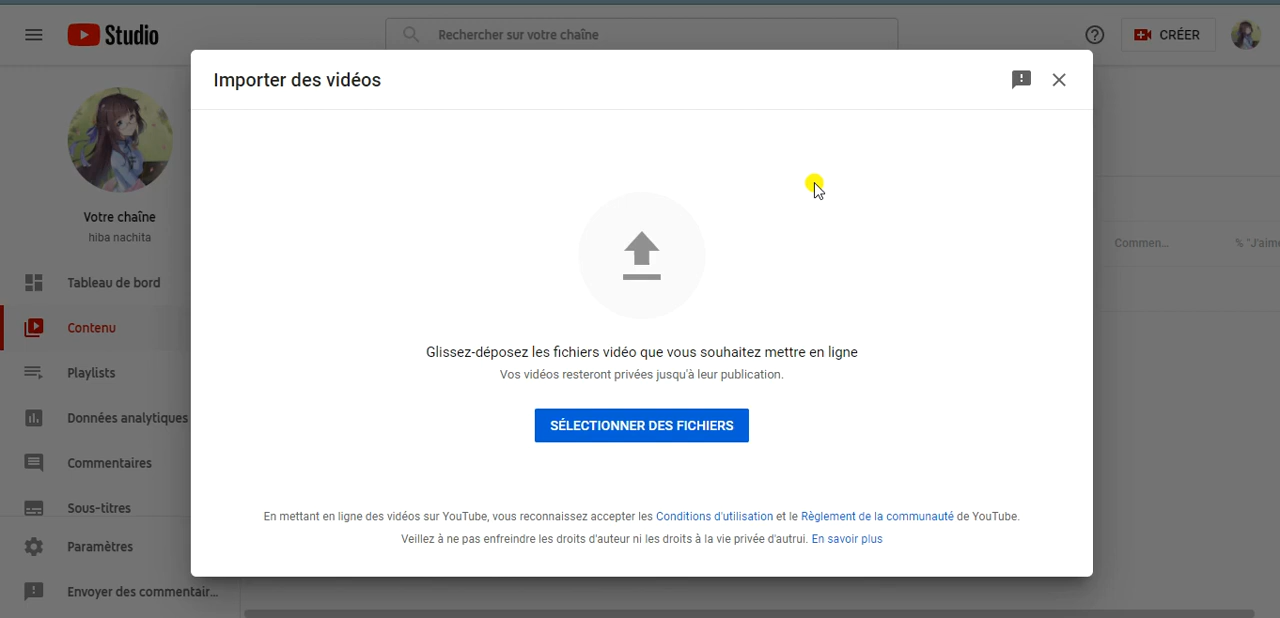 Studio
Rechercher sur votre chaîne
CRÉER
Importer des vidéos
Votre chaîne
hiba nachita
Tableau de bord
Contenu
Playlists
Données analytiques
Commentaires
Sous-titres
Paramètres
Envoyer des commentair...
Commen...
% "J'aime
Glissez-déposez les fichiers vidéo que vous souhaitez mettre en ligne
Vos vidéos resteront privées jusqu'à leur publication.
SÉLECTIONNER DES FICHIERS
En mettant en ligne des vidéos sur YouTube, vous reconnaissez accepter les Conditions d'utilisation et le Règlement de la communauté de YouTube.
Veillez à ne pas enfreindre les droits d'auteur ni les droits à la vie privée d'autrui. En savoir plus